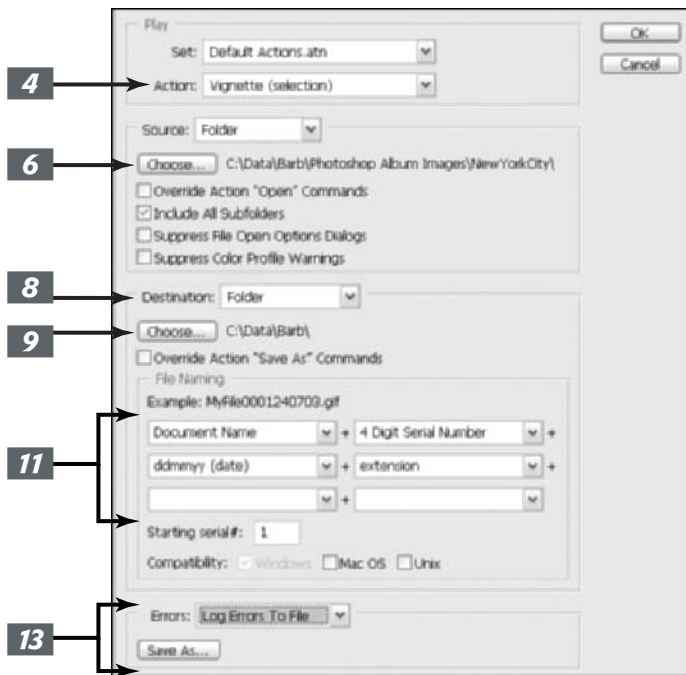 Play
OK
Set: Default Actions.atn
Cancel
4
Action: Vignette (selection)
Source: Folder
6
Choose... C:\Data\Barb\Photoshop Album Images\NewYorkCity\
Override Action "Open" Commands
Include All Subfolders
Suppress File Open Options Dialogs
Suppress Color Profile Warnings
8
Destination: Folder
9
Choose... C:\Data\Barb\
Override Action "Save As" Commands
File Naming
Example: MyFile0001240703.gif
Document Name + 4 Digit Serial Number +
11
ddmmyy (date) + extension +
+
Starting serial#: 1
Compatibility: Windows Mac OS Unix
Errors: Log Errors To File
13
Save As...